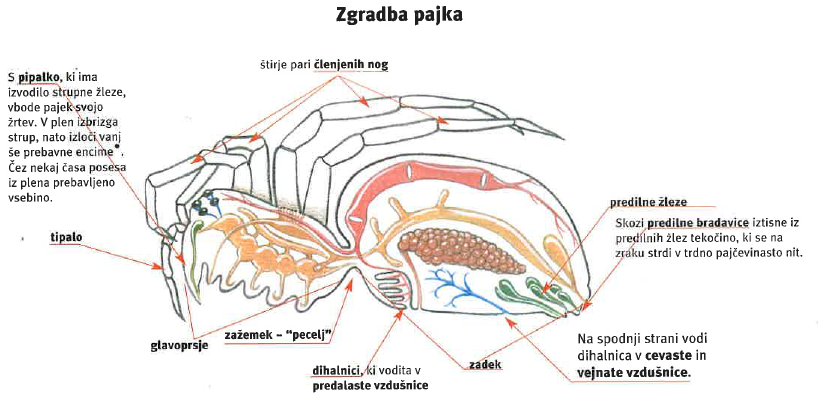 Zgradba pajka
štirje pari členjenih nog
S pipalko, ki ima
izvodilo strupne žleze,
vbode pajek svojo
žrtev. V plen izbrizga
strup, nato izloči vanj
še prebavne encime*.
Čez nekaj časa posesa
iz plena prebavljeno
vsebino.
tipalo
predilne žleze
Skozi predilne bradavice iztisne iz
predilnih žlez tekočino, ki se na
zraku strdi v trdno pajčevinasto nit.
glavoprsje
zažemek – "pecelj"
dihalnici, ki vodita v
predalaste vzdušnice
zadek
Na spodnji strani vodi
dihalnica v cevaste in
vejnate vzdušnice.